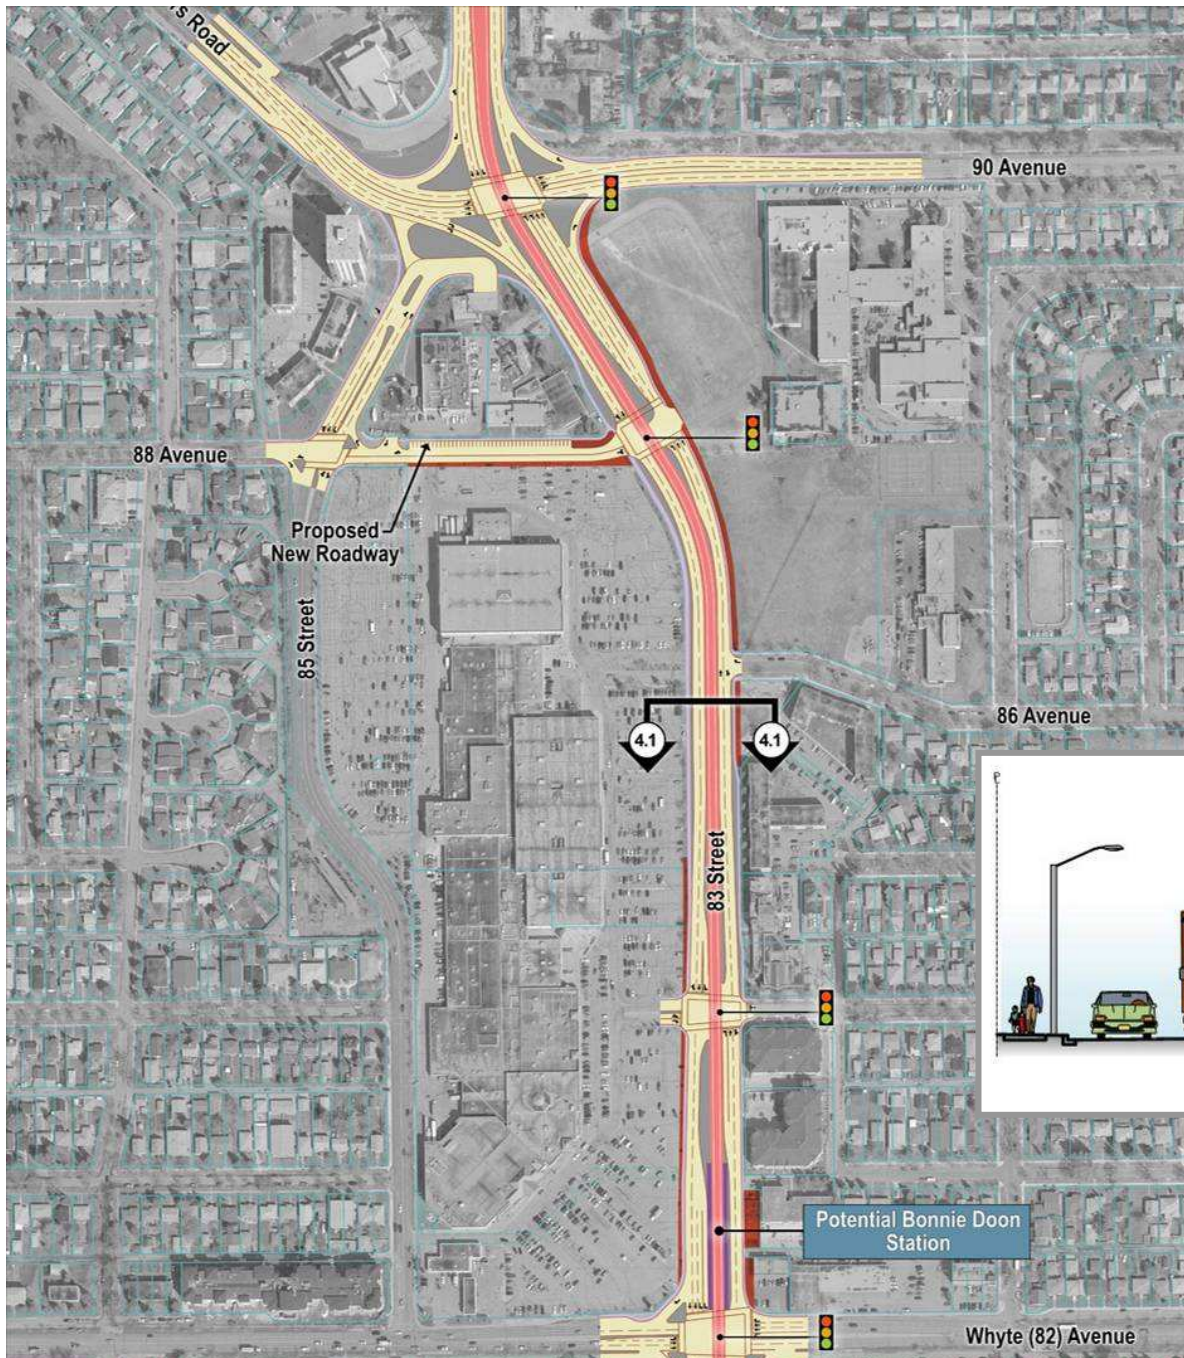 rs Road
90 Avenue
88 Avenue
Proposed
New Roadway
85 Street
86 Avenue
4.1
4.1
83 Street
Potential Bonnie Doon
Station
Whyte (82) Avenue